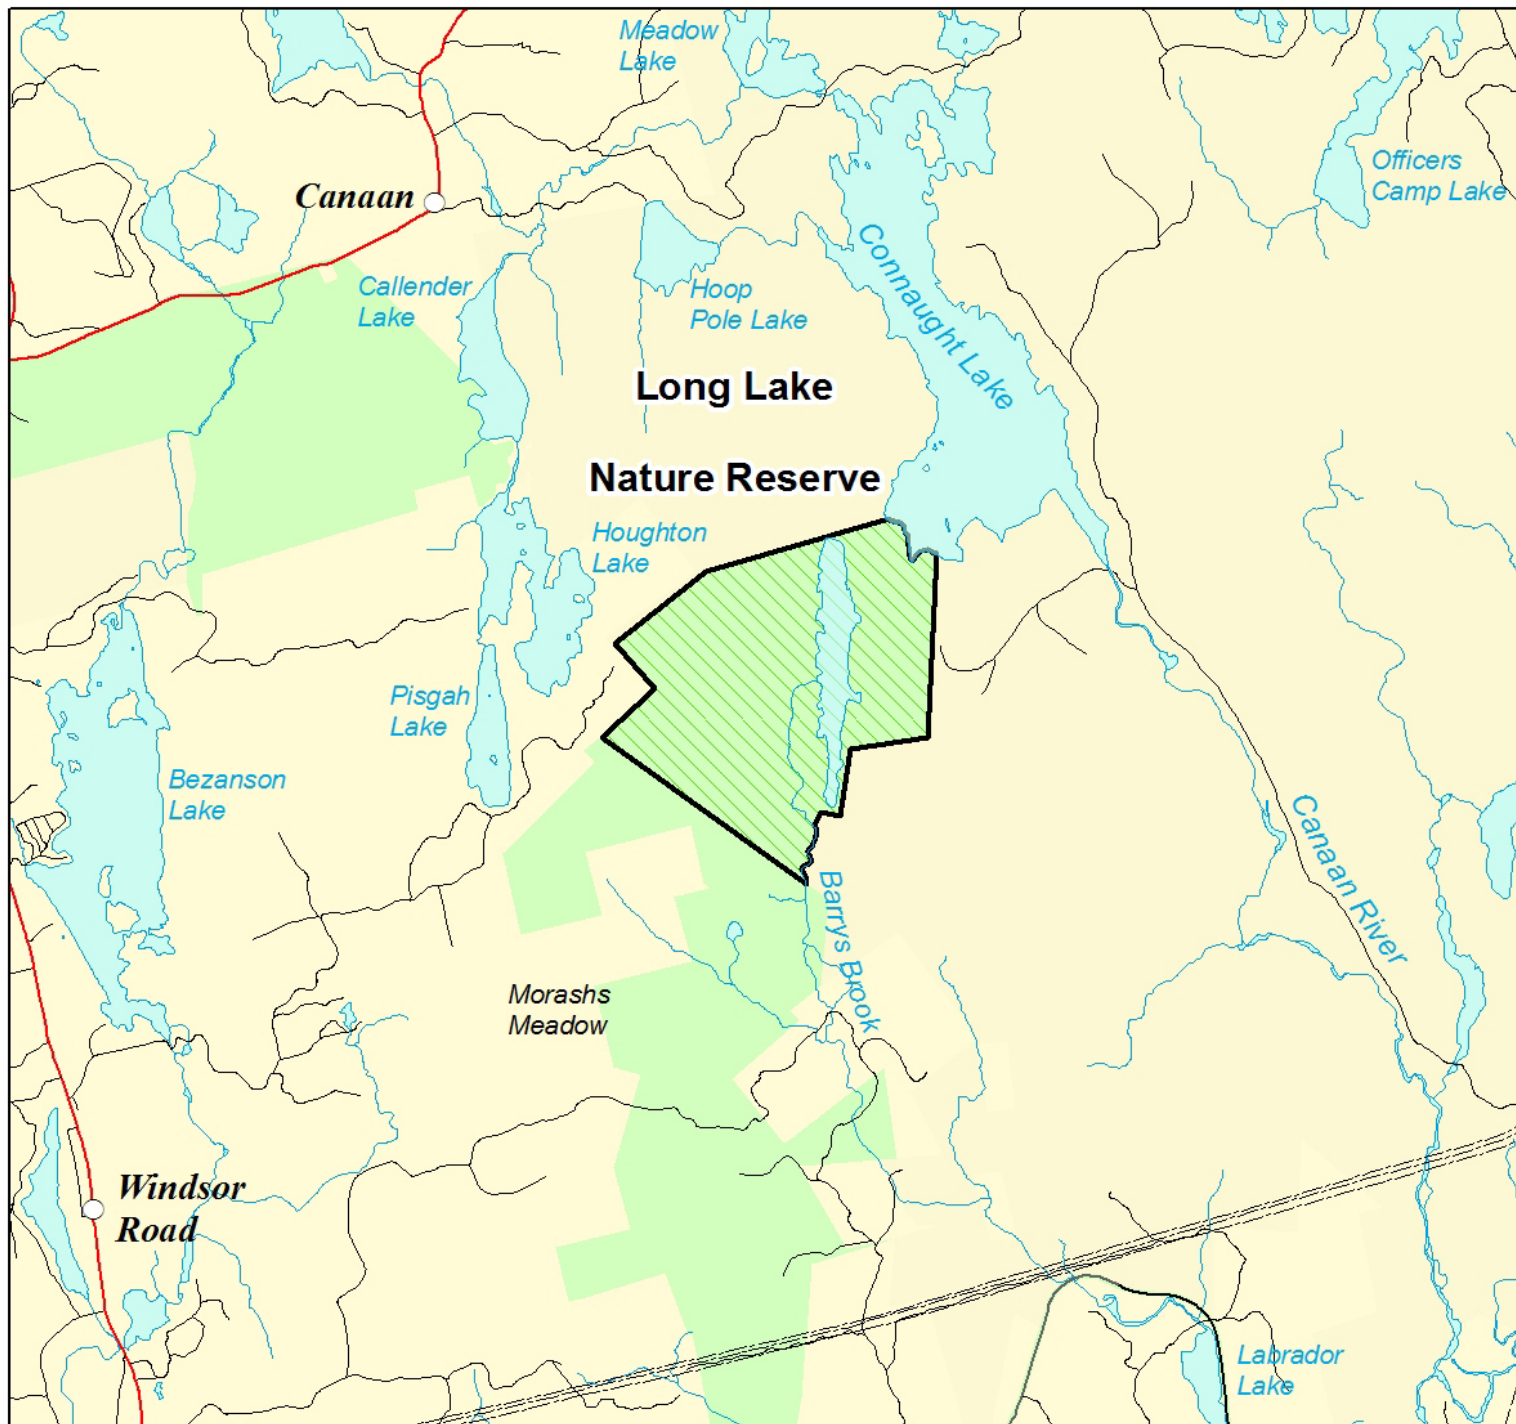 Meadow
Lake
Officers
Camp Lake
Canaan
Connaught Lake
Callender
Lake
Hoop
Pole Lake
Long Lake
Nature Reserve
Houghton
Lake
Pisgah
Lake
Bezanson
Lake
Canaan River
Barrys Brook
Morashs
Meadow
Windsor
Road
Labrador
Lake